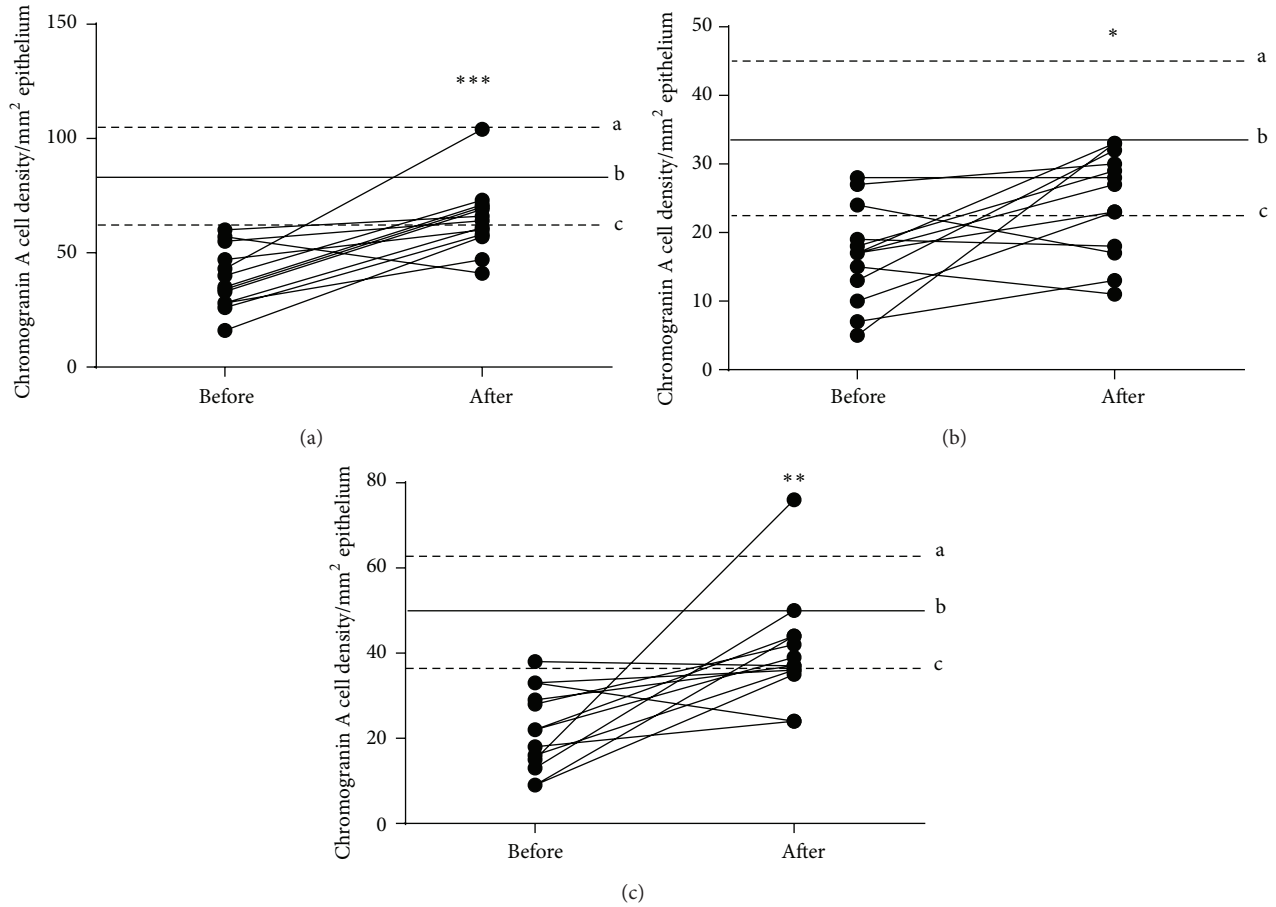 Chromogranin A cell density/mm² epithelium
150
100
50
0
***
a
b
c
Before After
(a)
Chromogranin A cell density/mm² epithelium
50
40
30
20
10
0
*
a
b
c
Before After
(b)
Chromogranin A cell density/mm² epithelium
80
60
40
20
0
**
a
b
c
Before After
(c)